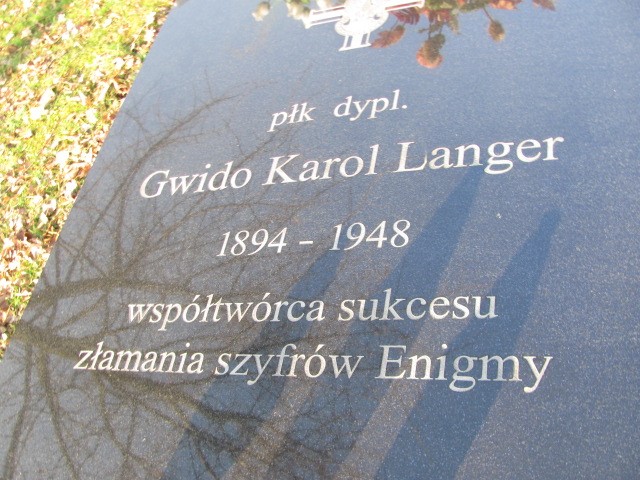 płk dypl.
Gwido Karol Langer
1894 - 1948
współtwórca sukcesu
złamania szyfrów Enigmy